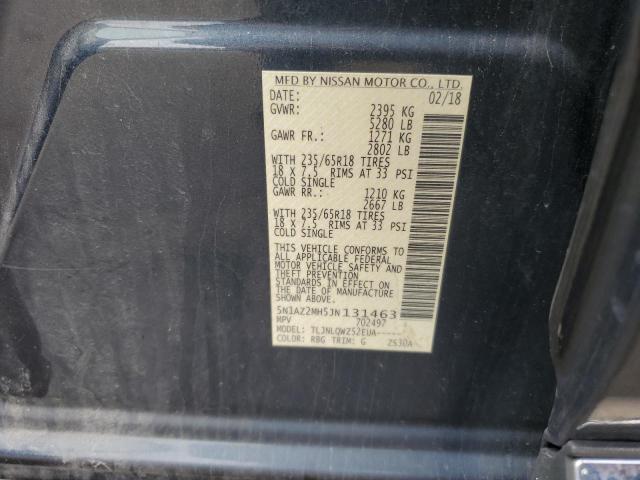 MFD BY NISSAN MOTOR CO., LTD.
DATE: 02/18
GVWR: 2395 KG
5280 LB
GAWR FR.: 1271 KG
2802 LB
WITH 235/65R18 TIRES
18 X 7.5 RIMS AT 33 PSI
COLD SINGLE
GAWR RR.: 1210 KG
2667 LB
WITH 235/65R18 TIRES
18 X 7.5 RIMS AT 33 PSI
COLD SINGLE
THIS VEHICLE CONFORMS TO
ALL APPLICABLE FEDERAL
MOTOR VEHICLE SAFETY AND
THEFT PREVENTION
STANDARDS IN EFFECT ON
THE DATE OF MANUFACTURE
SHOWN ABOVE.
5N1AZ2MH5JN131463
MPV 702497
MODEL: TLJNLQWZ52EUA-----
COLOR: RBG TRIM: G ZS30A